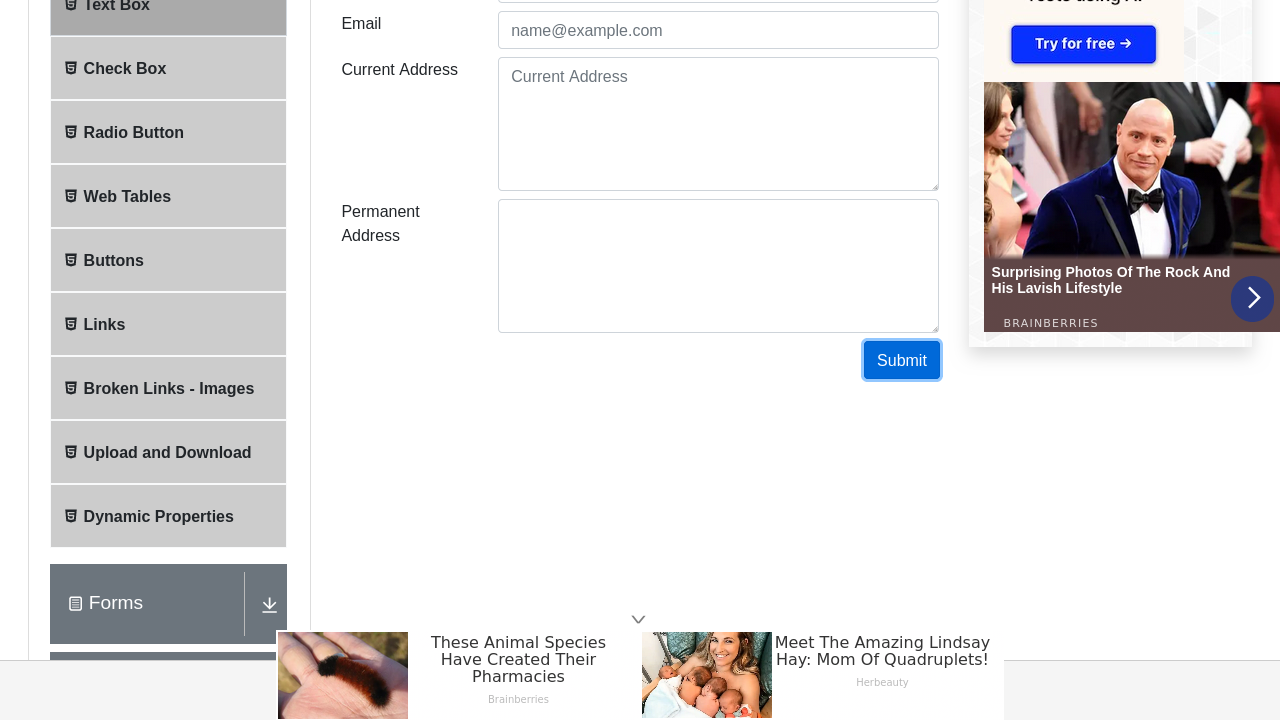 Text Box
Check Box
Radio Button
Web Tables
Buttons
Links
Broken Links - Images
Upload and Download
Dynamic Properties
Forms
Email
name@example.com
Current Address
Current Address
Permanent
Address
Submit
Try for free →
Surprising Photos Of The Rock And
His Lavish Lifestyle
BRAINBERRIES
These Animal Species
Have Created Their
Pharmacies
Brainberries
Meet The Amazing Lindsay
Hay: Mom Of Quadruplets!
Herbeauty